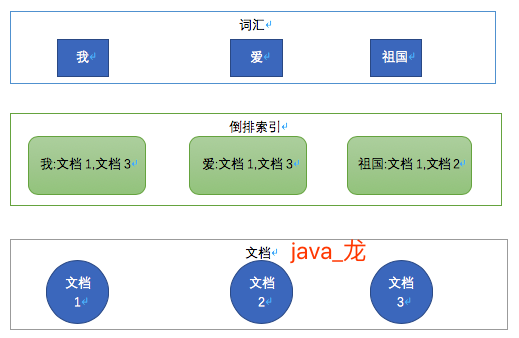 词汇
我 爱 祖国
倒排索引
我:文档 1,文档 3 爱:文档 1,文档 3 祖国:文档 1,文档 2
文档 java_龙
文档 文档 文档
1 2 3